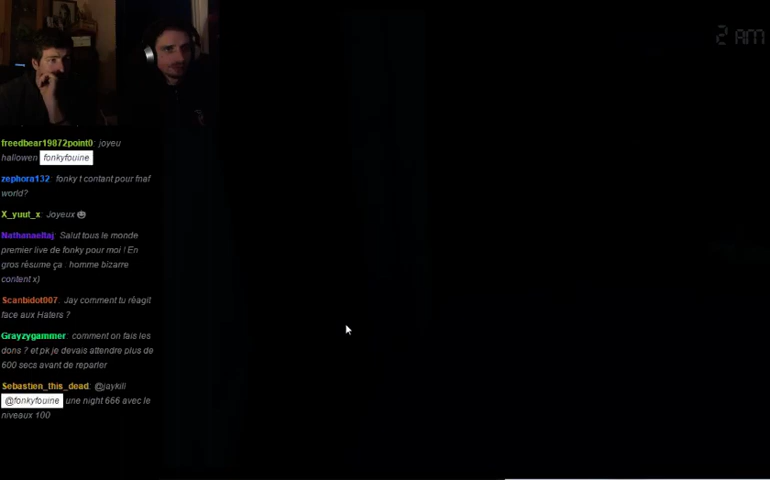 2 AM
freedbear19872point0: joyeu
hallowen fonkyfouine
zephora132: fonky t contant pour fnaf
world?
X_yuut_x: Joyeux
Nathanaellaj: Salut tous le monde
premier live de fonky pour moi ! En
gros résume ça : homme bizarre
content x)
Scanbidot007: Jay comment tu réagit
face aux Haters ?
Grayzygammer: comment on fais les
dons ? et pk je devais attendre plus de
600 secs avant de reparler
Sebastien_this_dead: @jaykili
@fonkyfouine une night 666 avec le
niveaux 100